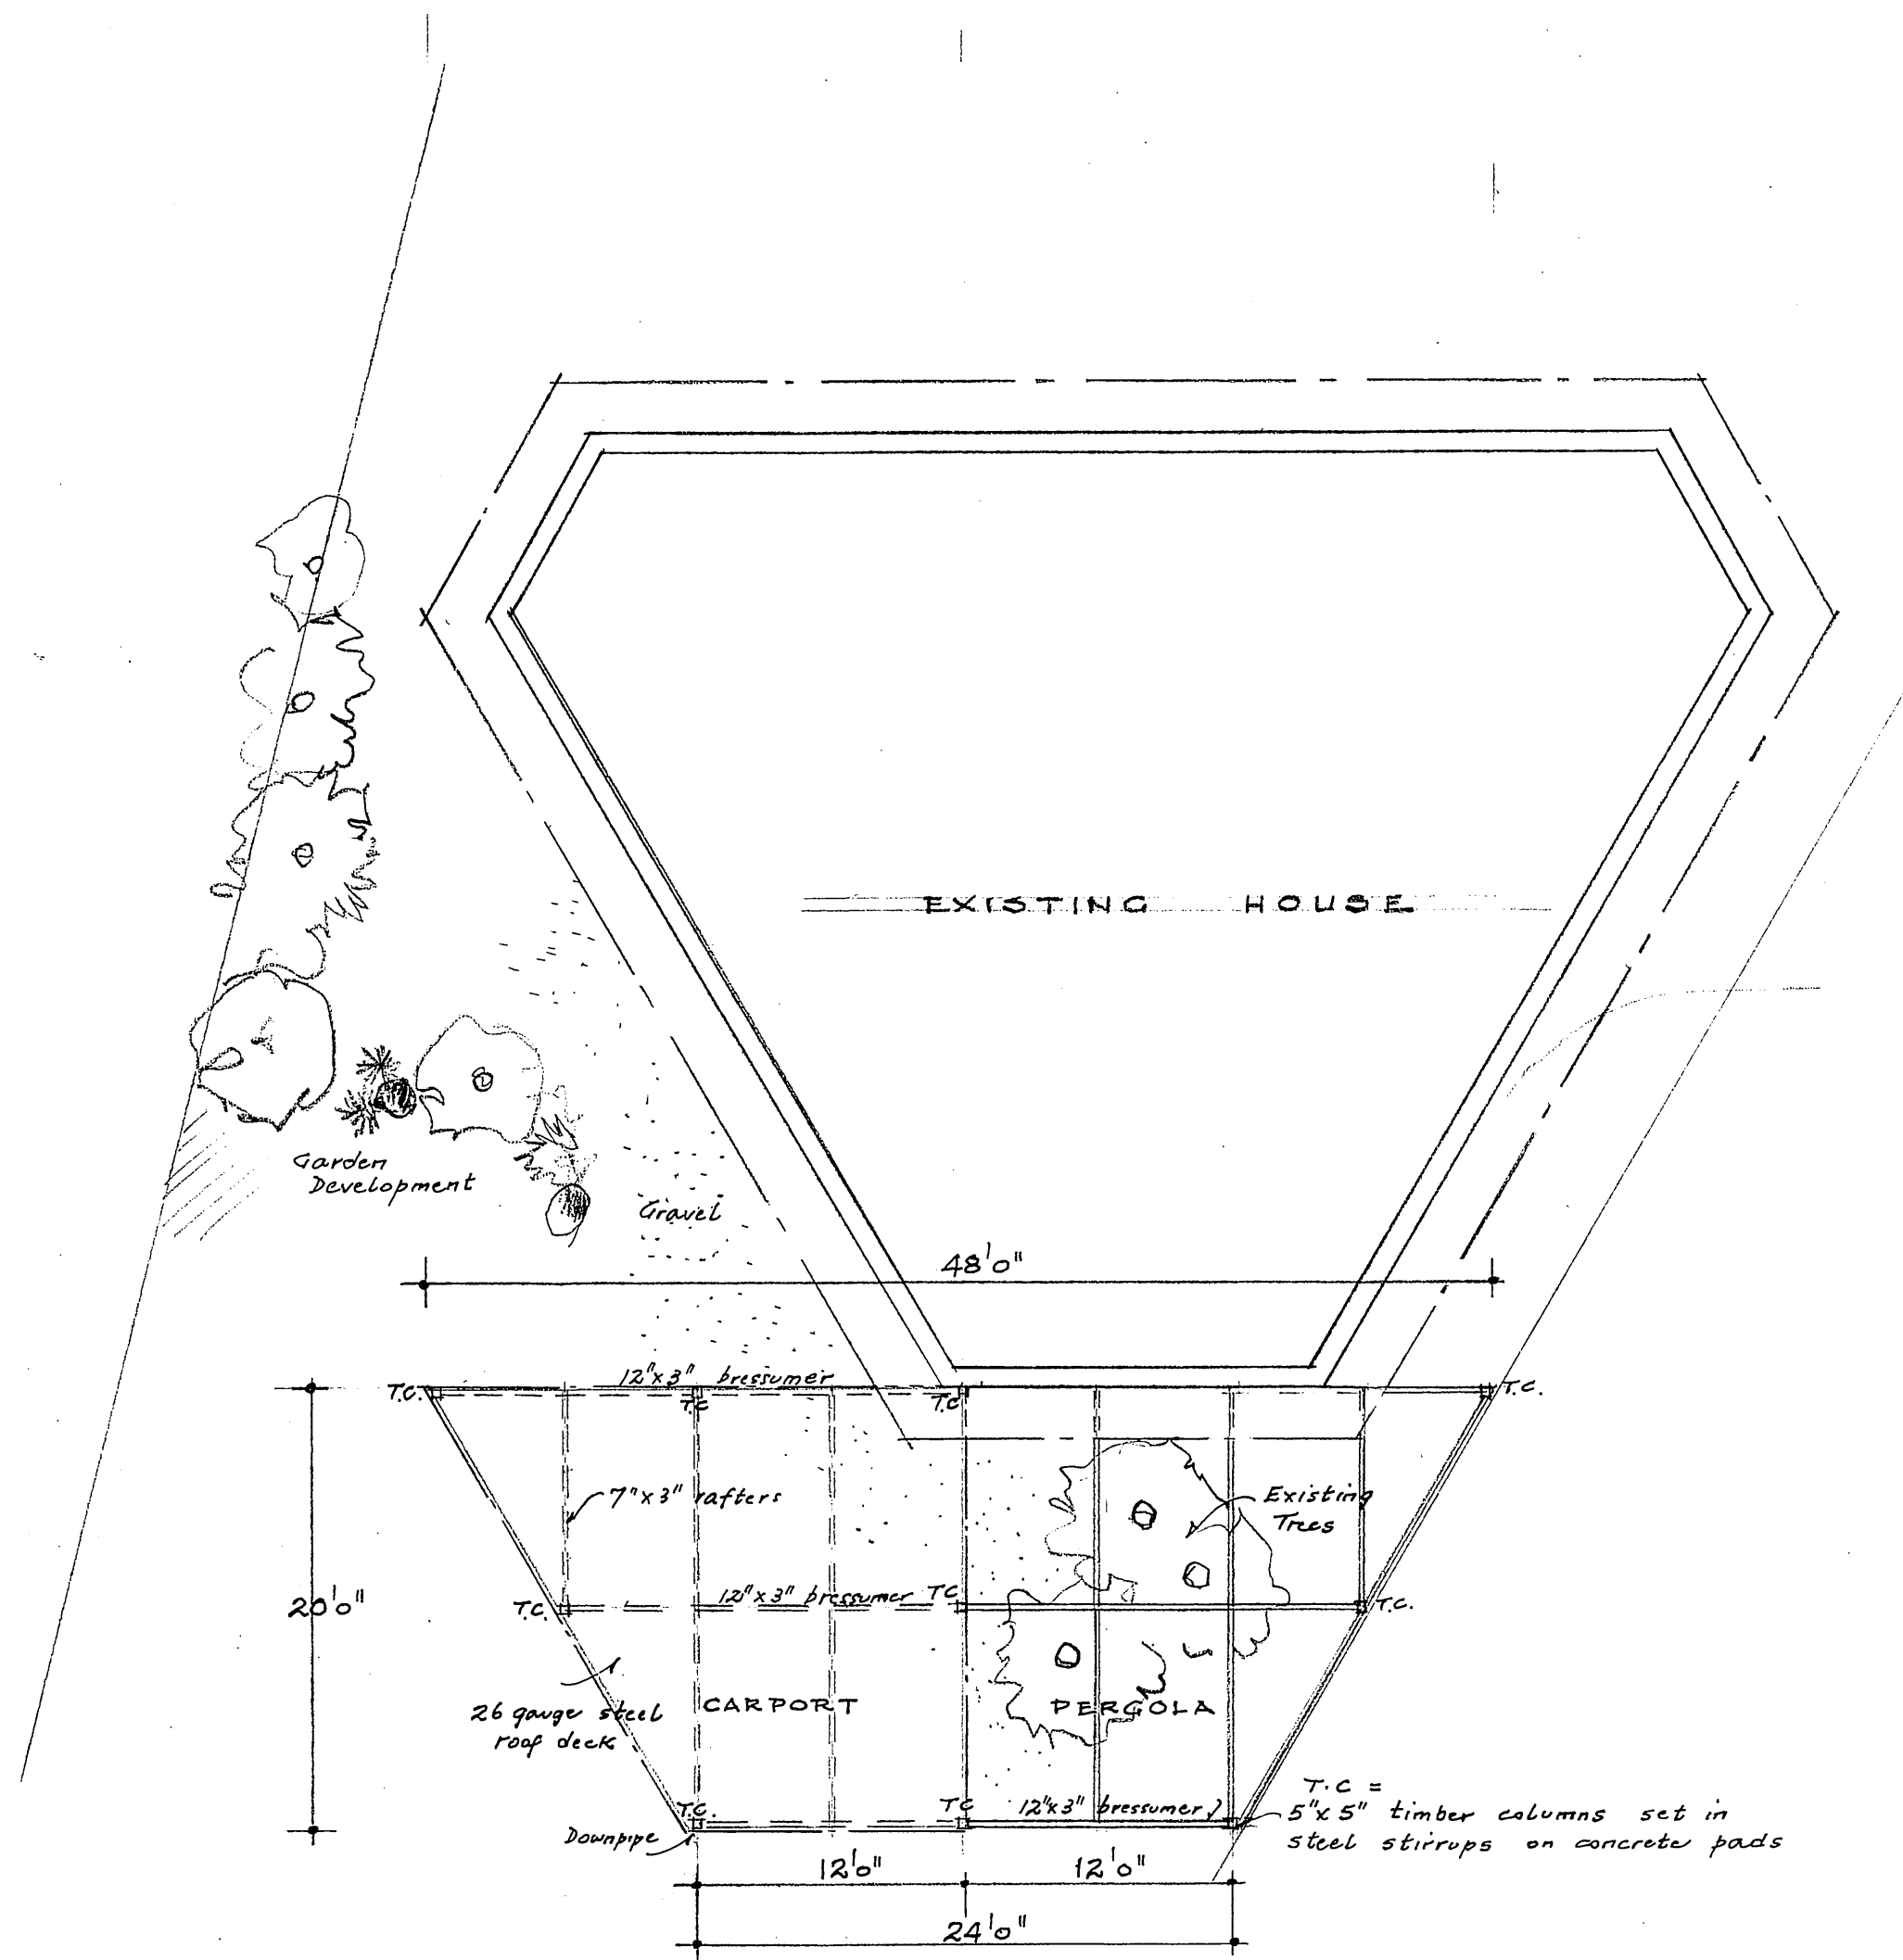 EXISTING HOUSE
Garden
Development
Gravel
48'0"
12"x3" bressumer
T.C.
T.C
T.C
T.C.
7"x3" rafters
Existing
Trees
20'0"
12"x3" bressumer
T.C.
T.C
T.C.
26 gauge steel
roof deck
CARPORT
PERGOLA
T.C.
T.C
12"x3" bressumer
T.C =
5"x5" timber columns set in
steel stirrups on concrete pads
Downpipe
12'0"
12'0"
24'0"